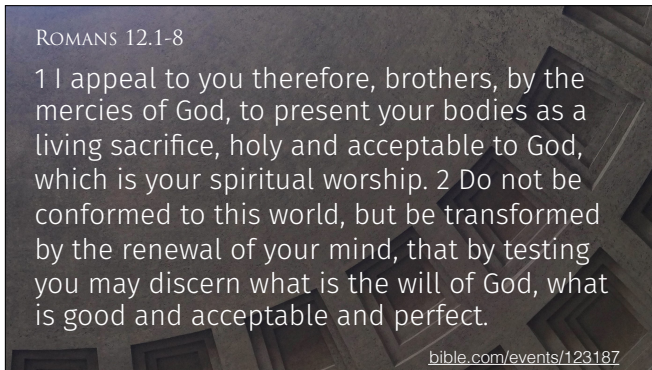 Romans 12.1-8
1 I appeal to you therefore, brothers, by the
mercies of God, to present your bodies as a
living sacrifice, holy and acceptable to God,
which is your spiritual worship. 2 Do not be
conformed to this world, but be transformed
by the renewal of your mind, that by testing
you may discern what is the will of God, what
is good and acceptable and perfect.
bible.com/events/123187